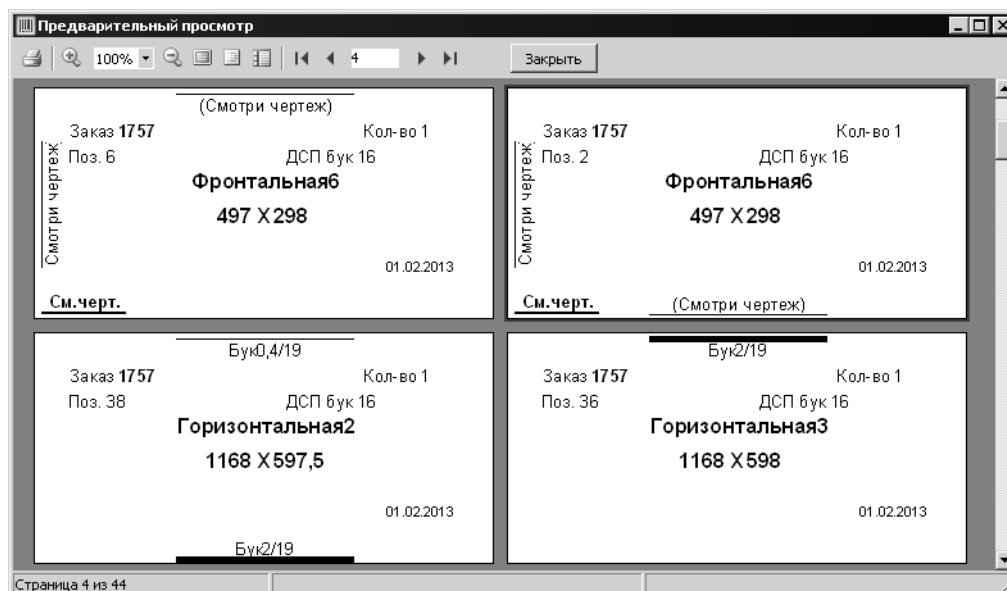 Предварительный просмотр
100% 4 Закрыть
(Смотри чертеж)
Заказ 1757 Кол-во 1
Поз. 6 ДСП бук 16
Фронтальная6
497 X 298
Смотри чертеж
01.02.2013
См.черт.
Заказ 1757 Кол-во 1
Поз. 2 ДСП бук 16
Фронтальная6
497 X 298
Смотри чертеж
01.02.2013
См.черт.
(Смотри чертеж)
Бук0,4/19
Заказ 1757 Кол-во 1
Поз. 38 ДСП бук 16
Горизонтальная2
1168 X 597,5
01.02.2013
Бук2/19
Бук2/19
Заказ 1757 Кол-во 1
Поз. 36 ДСП бук 16
Горизонтальная3
1168 X 598
01.02.2013
Страница 4 из 44